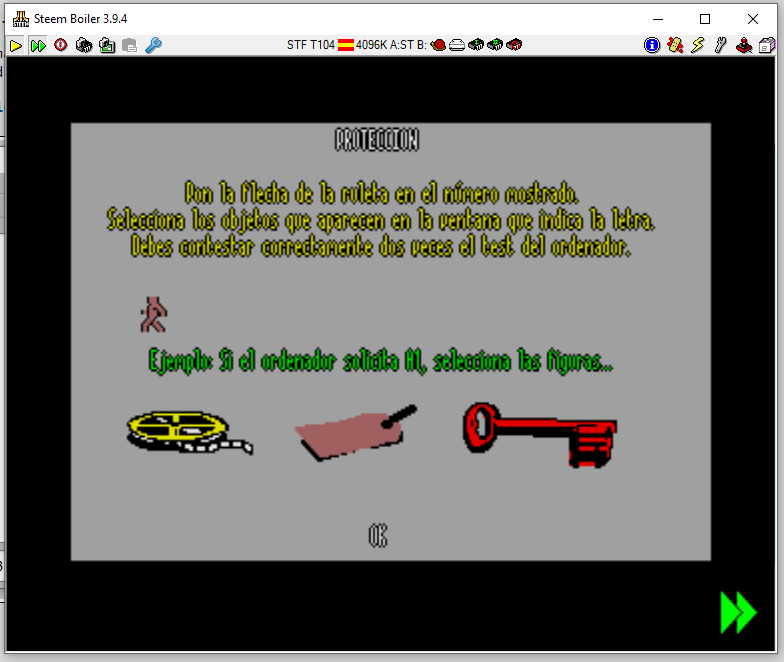 Steem Boiler 3.9.4
STF T104 4096K A:ST B:
PROTECCION
Pon la flecha de la ruleta en el número mostrado.
Selecciona los objetos que aparecen en la ventana que indica la letra.
Debes contestar correctamente dos veces el test del ordenador.
Ejemplo: Si el ordenador solicita A1, selecciona las figuras...
OK